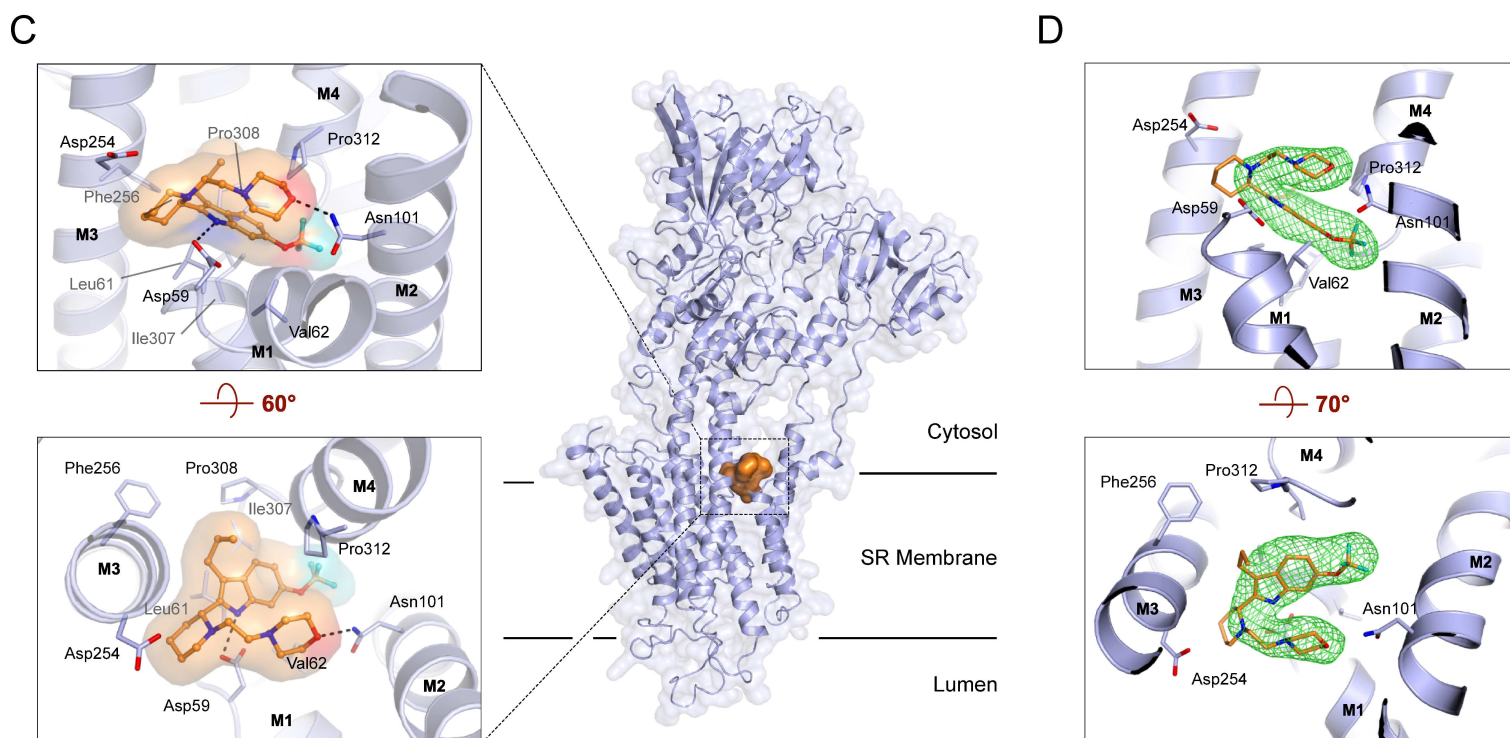 C
M4
Pro308
Pro312
Asp254
Phe256
Asn101
M3
Leu61
Asp59
M2
Ile307
Val62
M1
60°
Phe256
Pro308
M4
Ile307
Pro312
M3
Leu61
Asn101
Asp254
Val62
M2
Asp59
M1
Cytosol
SR Membrane
Lumen
D
M4
Asp254
Pro312
Asp59
Asn101
Val62
M3
M1
M2
70°
M4
Pro312
Phe256
M2
M3
Asn101
Asp254
M1